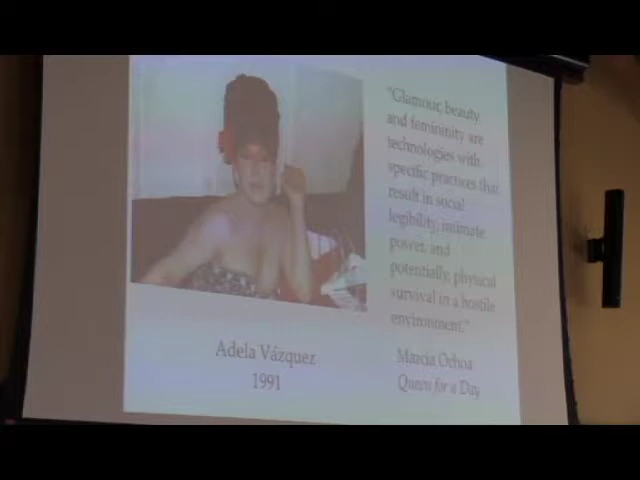 "Glamour, beauty
and femininity are
technologies with
specific practices that
result in social
legibility, intimate
power, and
potentially, physical
survival in a hostile
environment."
Marcia Ochoa
Queen for a Day
Adela Vázquez
1991